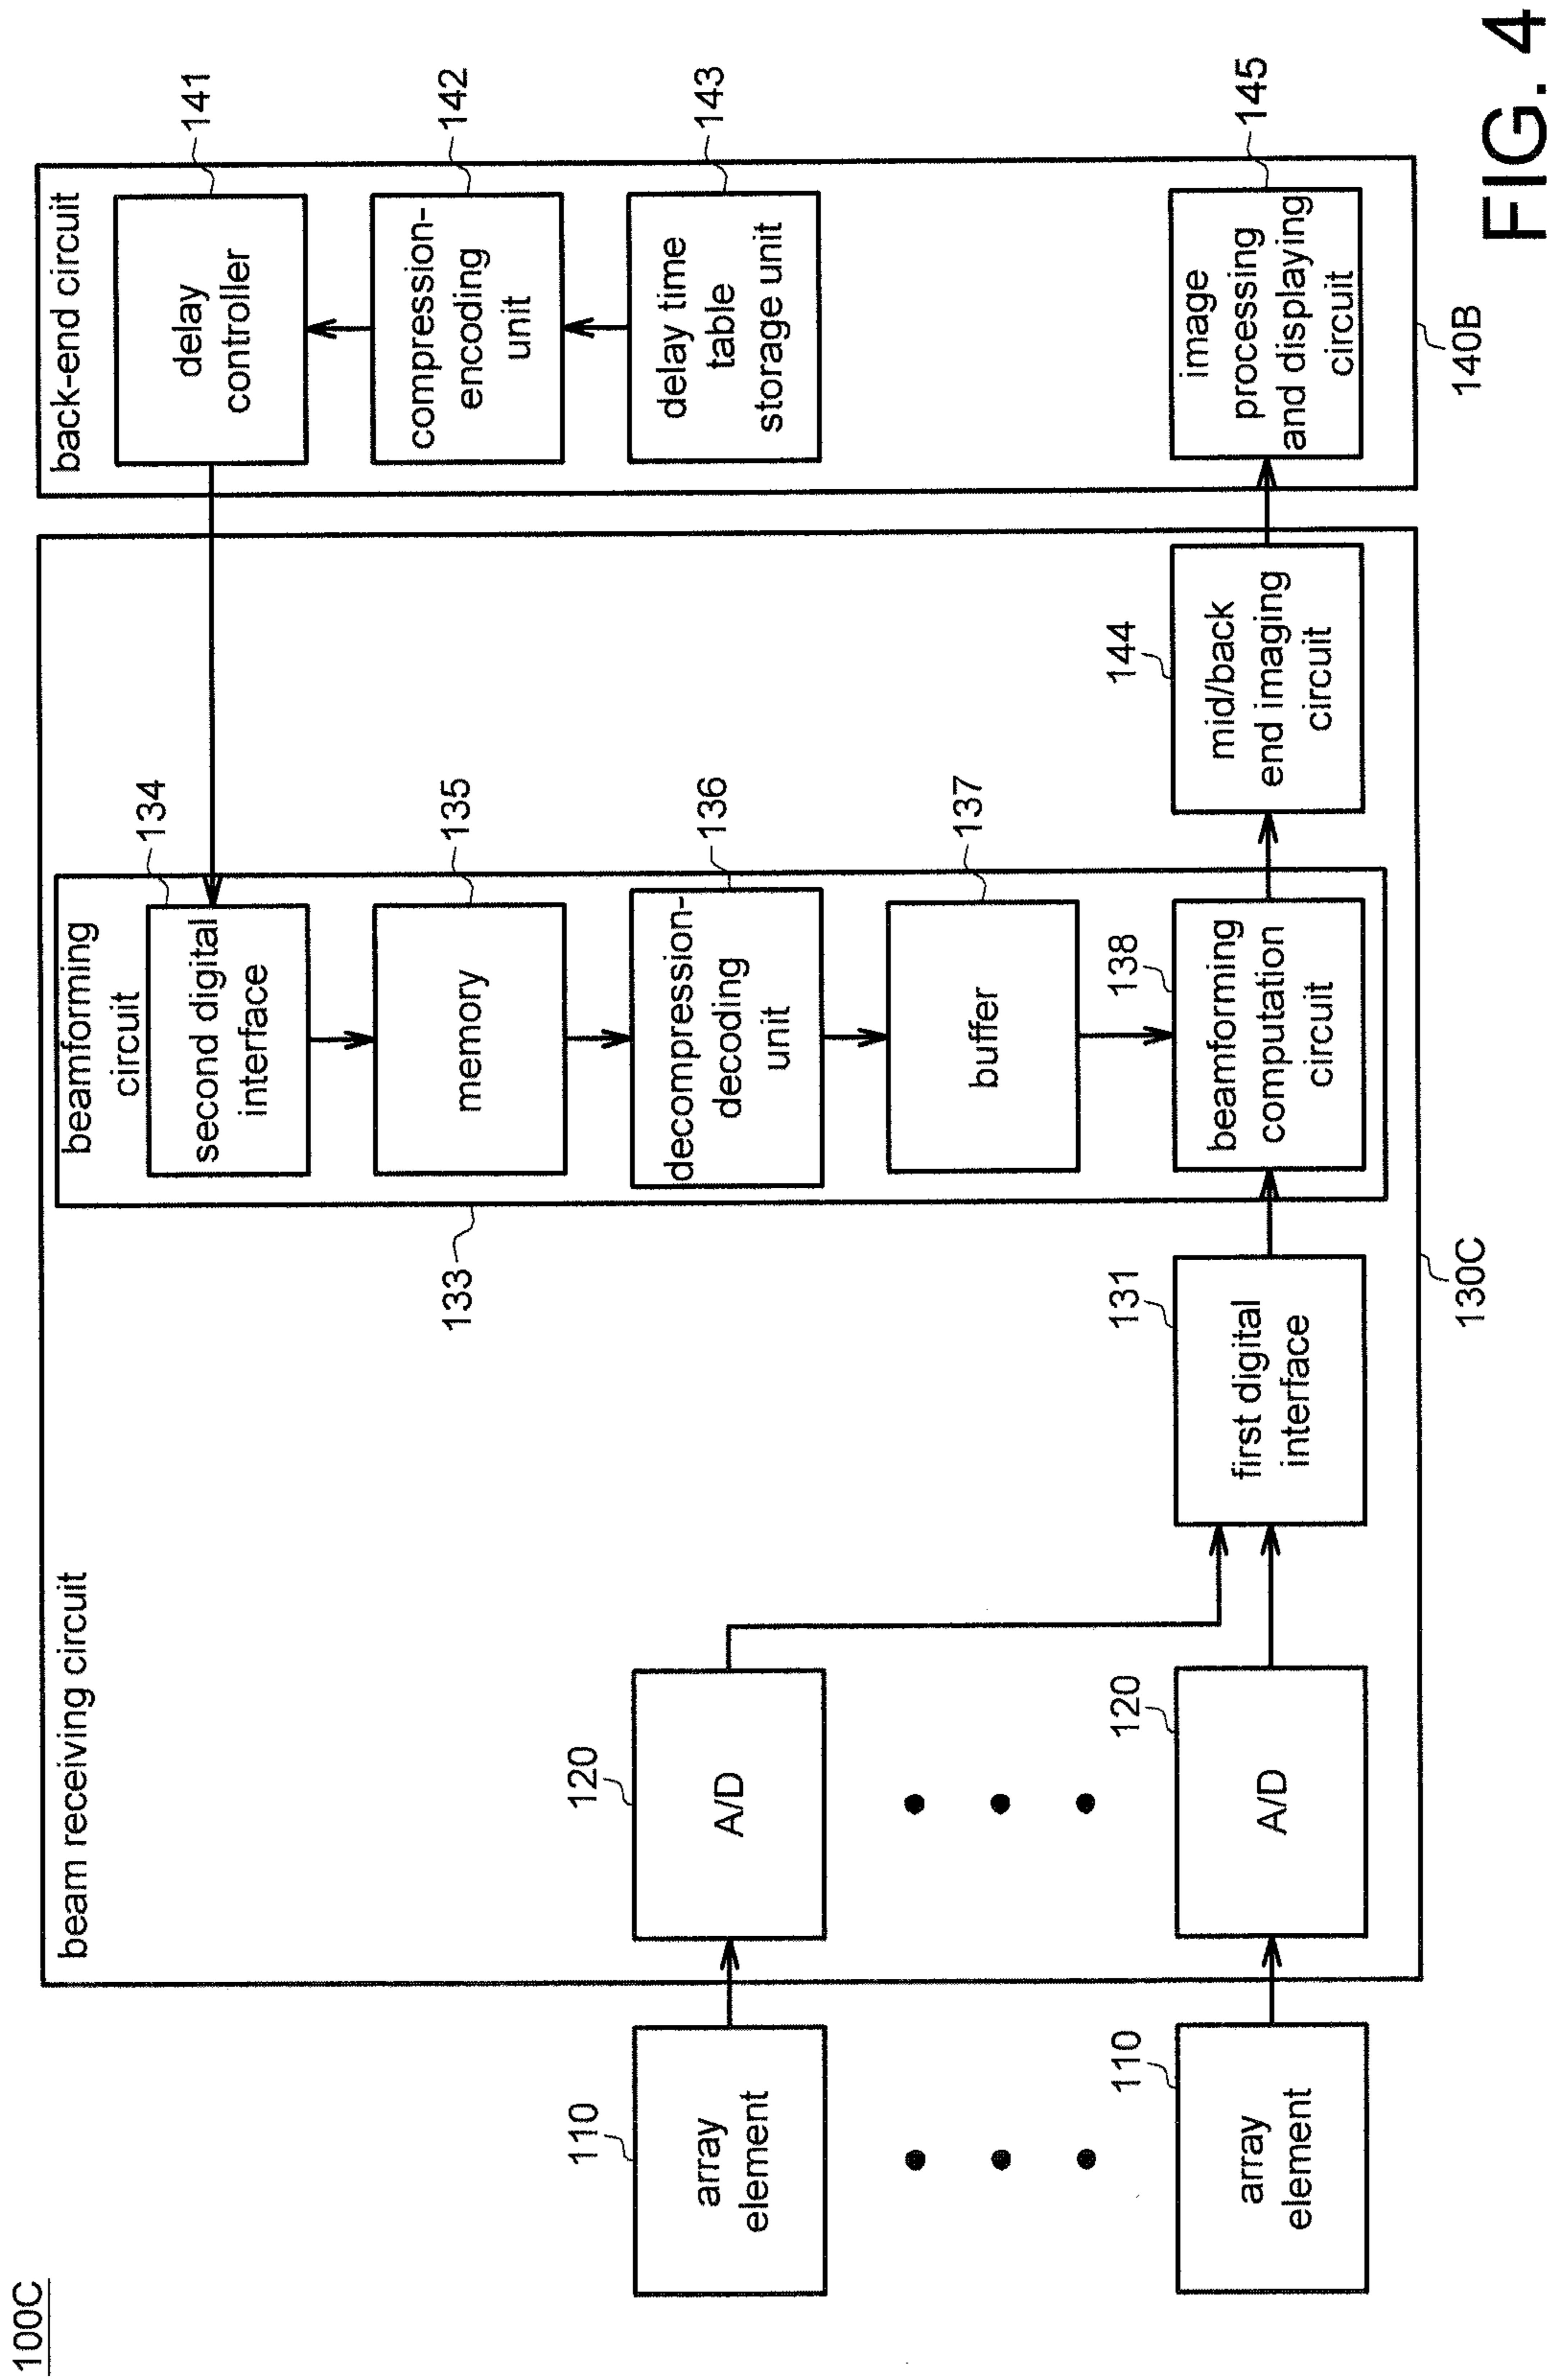 100C
beam receiving circuit
back-end circuit
beamforming
circuit
134
second digital
interface
141
delay
controller
135
memory
142
compression-
encoding
unit
133
136
decompression-
decoding
unit
143
delay time
table
storage unit
110
array
element
120
A/D
137
buffer
110
array
element
120
A/D
131
first digital
interface
138
beamforming
computation
circuit
144
mid/back
end imaging
circuit
145
image
processing
and displaying
circuit
130C
140B
FIG. 4